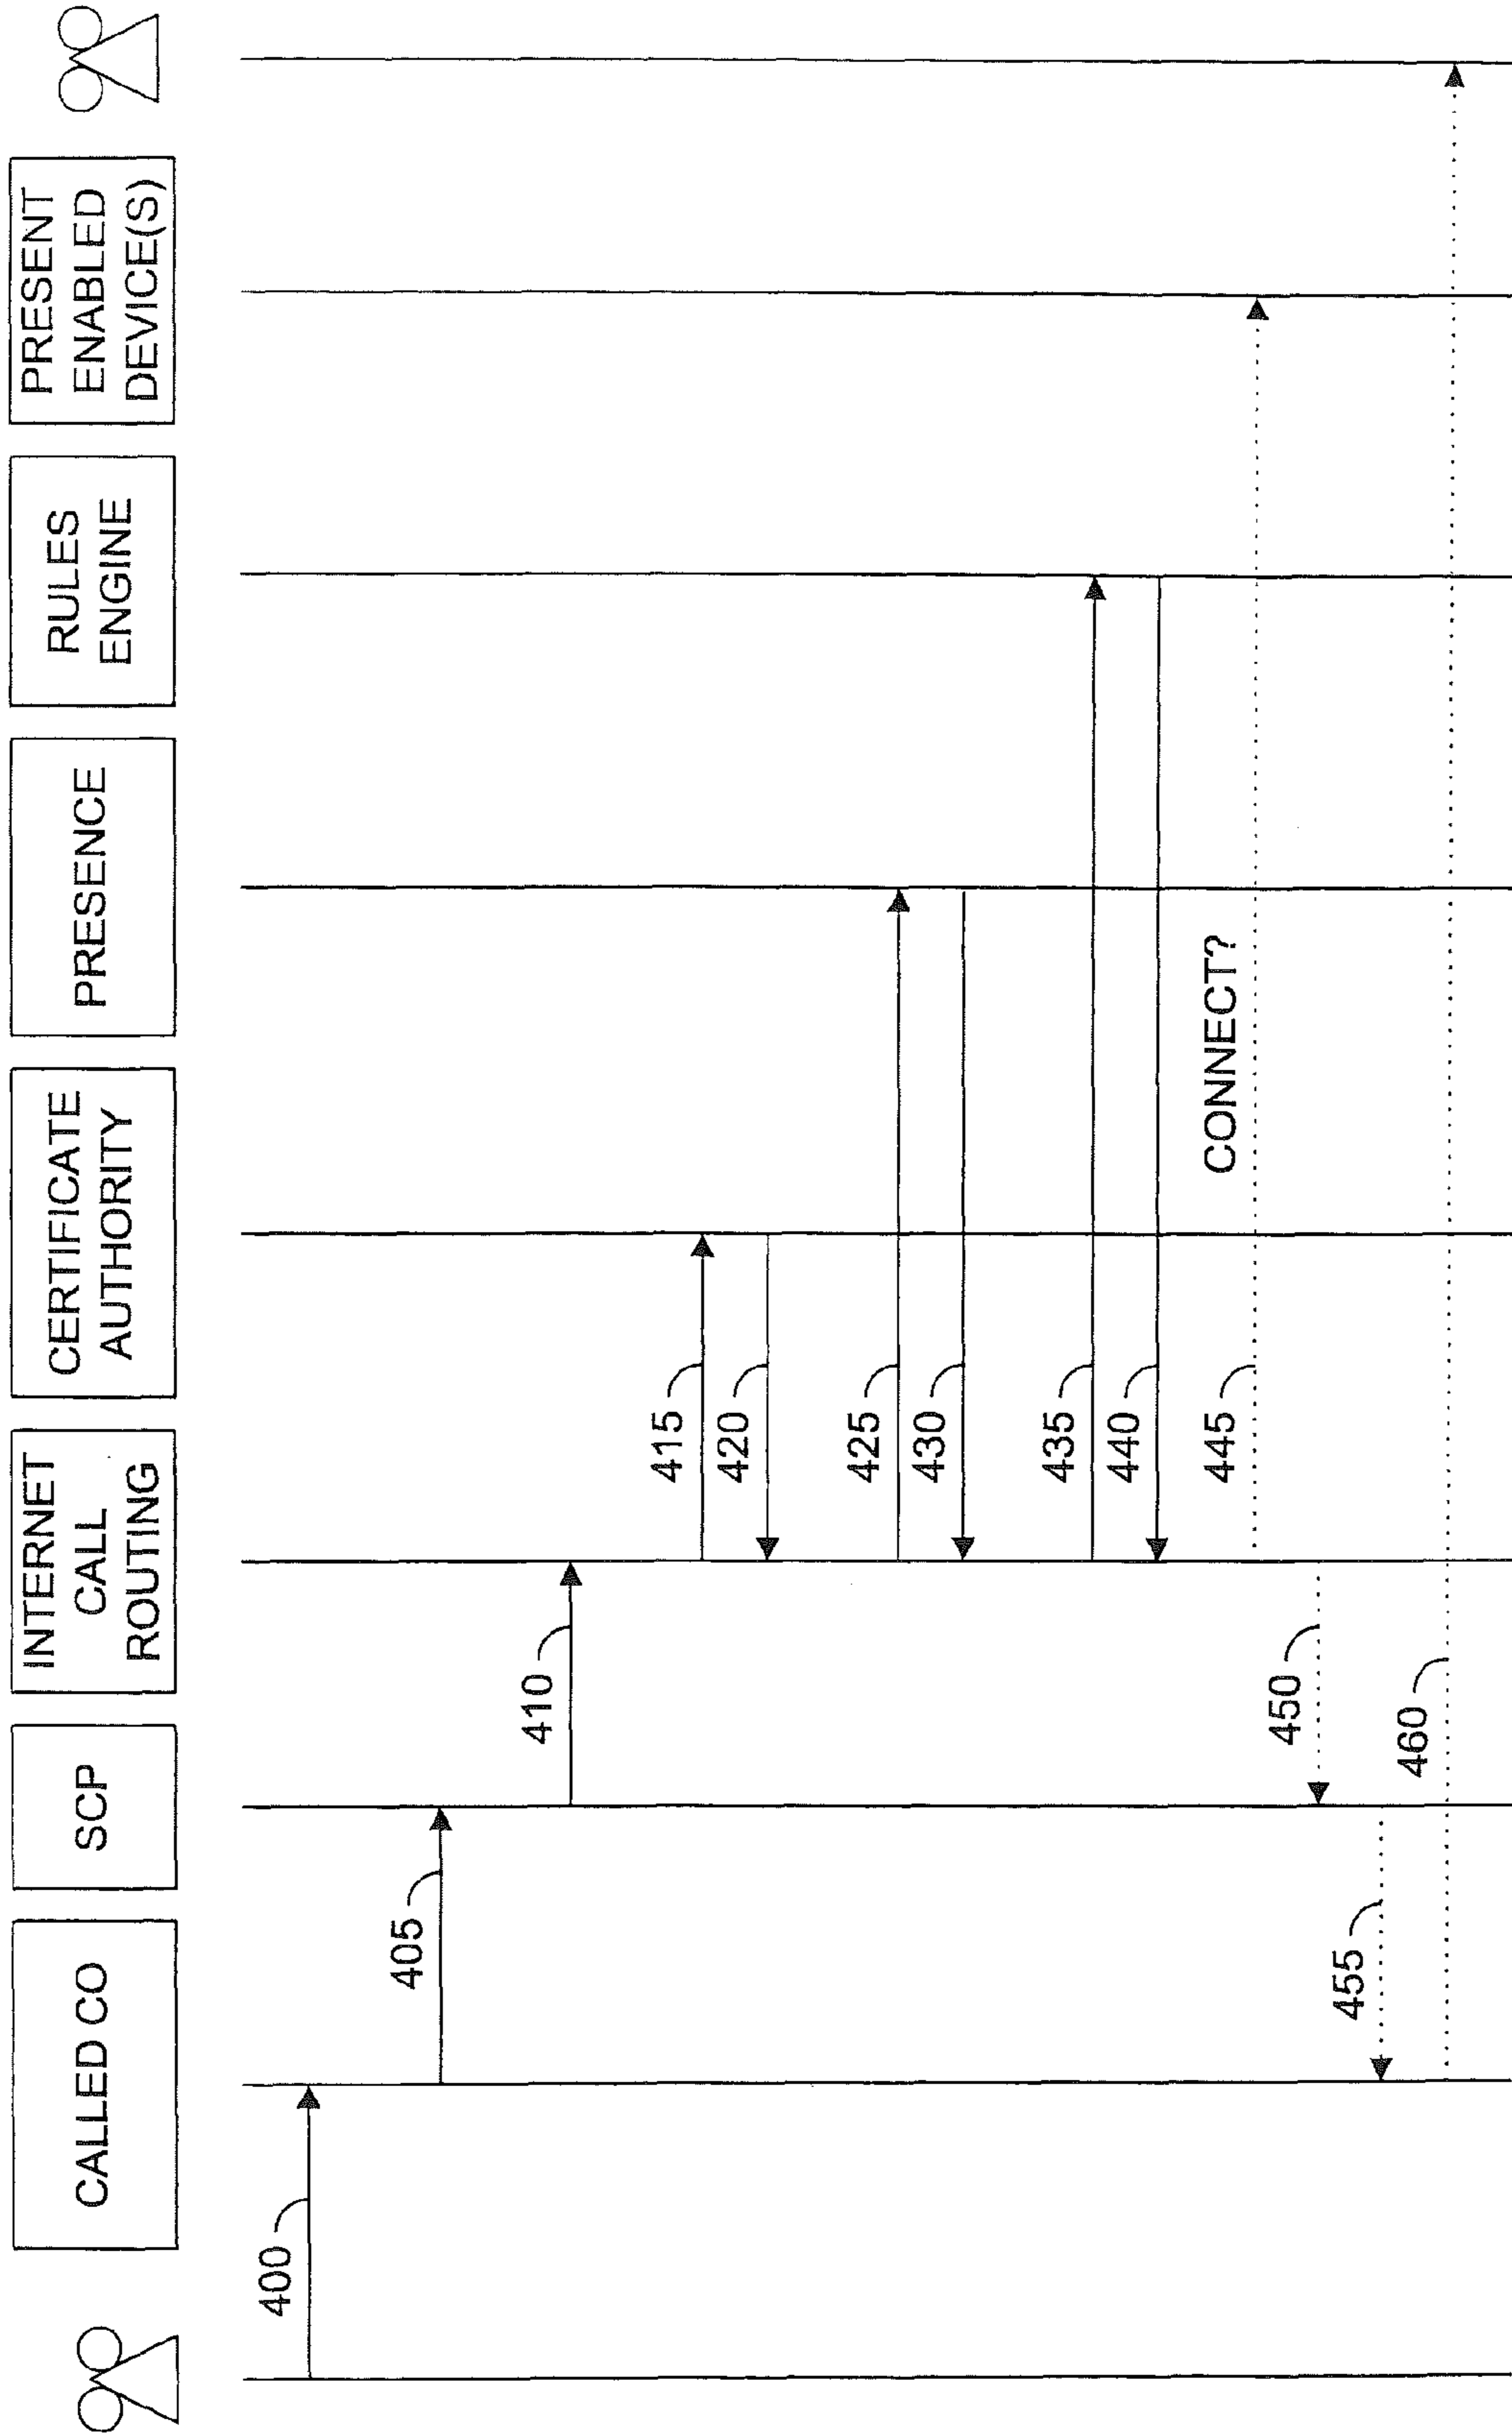 CALLED CO
SCP
INTERNET
CALL
ROUTING
CERTIFICATE
AUTHORITY
PRESENCE
RULES
ENGINE
PRESENT
ENABLED
DEVICE(S)
400
405
410
415
420
425
430
435
440
445
CONNECT?
450
455
460